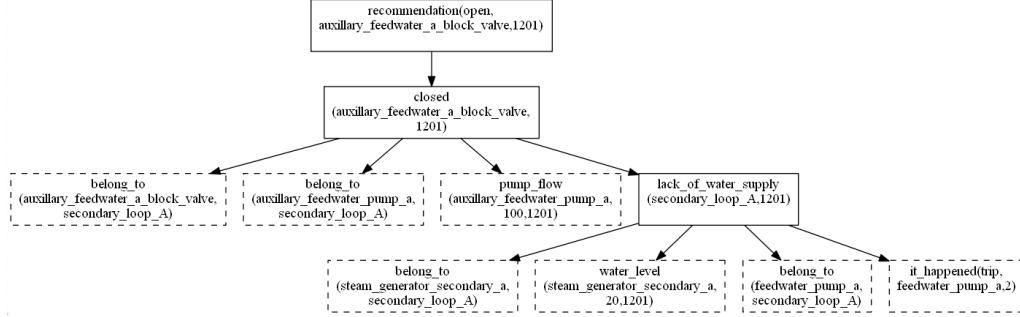 recommendation(open,
auxillary_feedwater_a_block_valve,1201)
closed
(auxillary_feedwater_a_block_valve,
1201)
belong_to
(auxillary_feedwater_a_block_valve,
secondary_loop_A)
belong_to
(auxillary_feedwater_pump_a,
secondary_loop_A)
pump_flow
(auxillary_feedwater_pump_a,
100,1201)
lack_of_water_supply
(secondary_loop_A,1201)
belong_to
(steam_generator_secondary_a,
secondary_loop_A)
water_level
(steam_generator_secondary_a,
20,1201)
belong_to
(feedwater_pump_a,
secondary_loop_A)
it_happened(trip,
feedwater_pump_a,2)